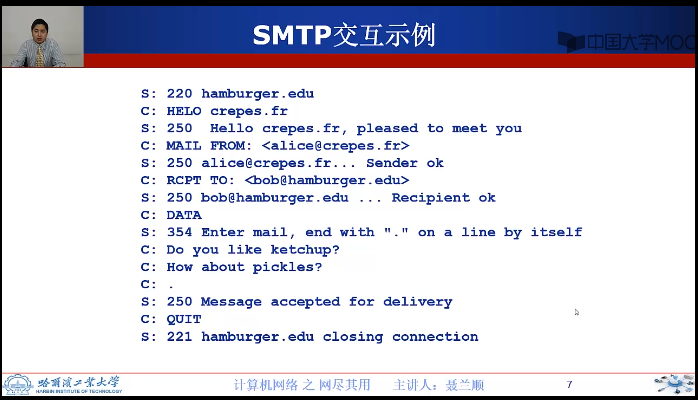 SMTP交互示例
中国大学MOOC
S: 220 hamburger.edu
C: HELO crepes.fr
S: 250  Hello crepes.fr, pleased to meet you
C: MAIL FROM: <alice@crepes.fr>
S: 250 alice@crepes.fr... Sender ok
C: RCPT TO: <bob@hamburger.edu>
S: 250 bob@hamburger.edu ... Recipient ok
C: DATA
S: 354 Enter mail, end with "." on a line by itself
C: Do you like ketchup?
C: How about pickles?
C: .
S: 250 Message accepted for delivery
C: QUIT
S: 221 hamburger.edu closing connection
哈尔滨工业大学
HARBIN INSTITUTE OF TECHNOLOGY
计算机网络 之 网尽其用 主讲人：聂兰顺
7